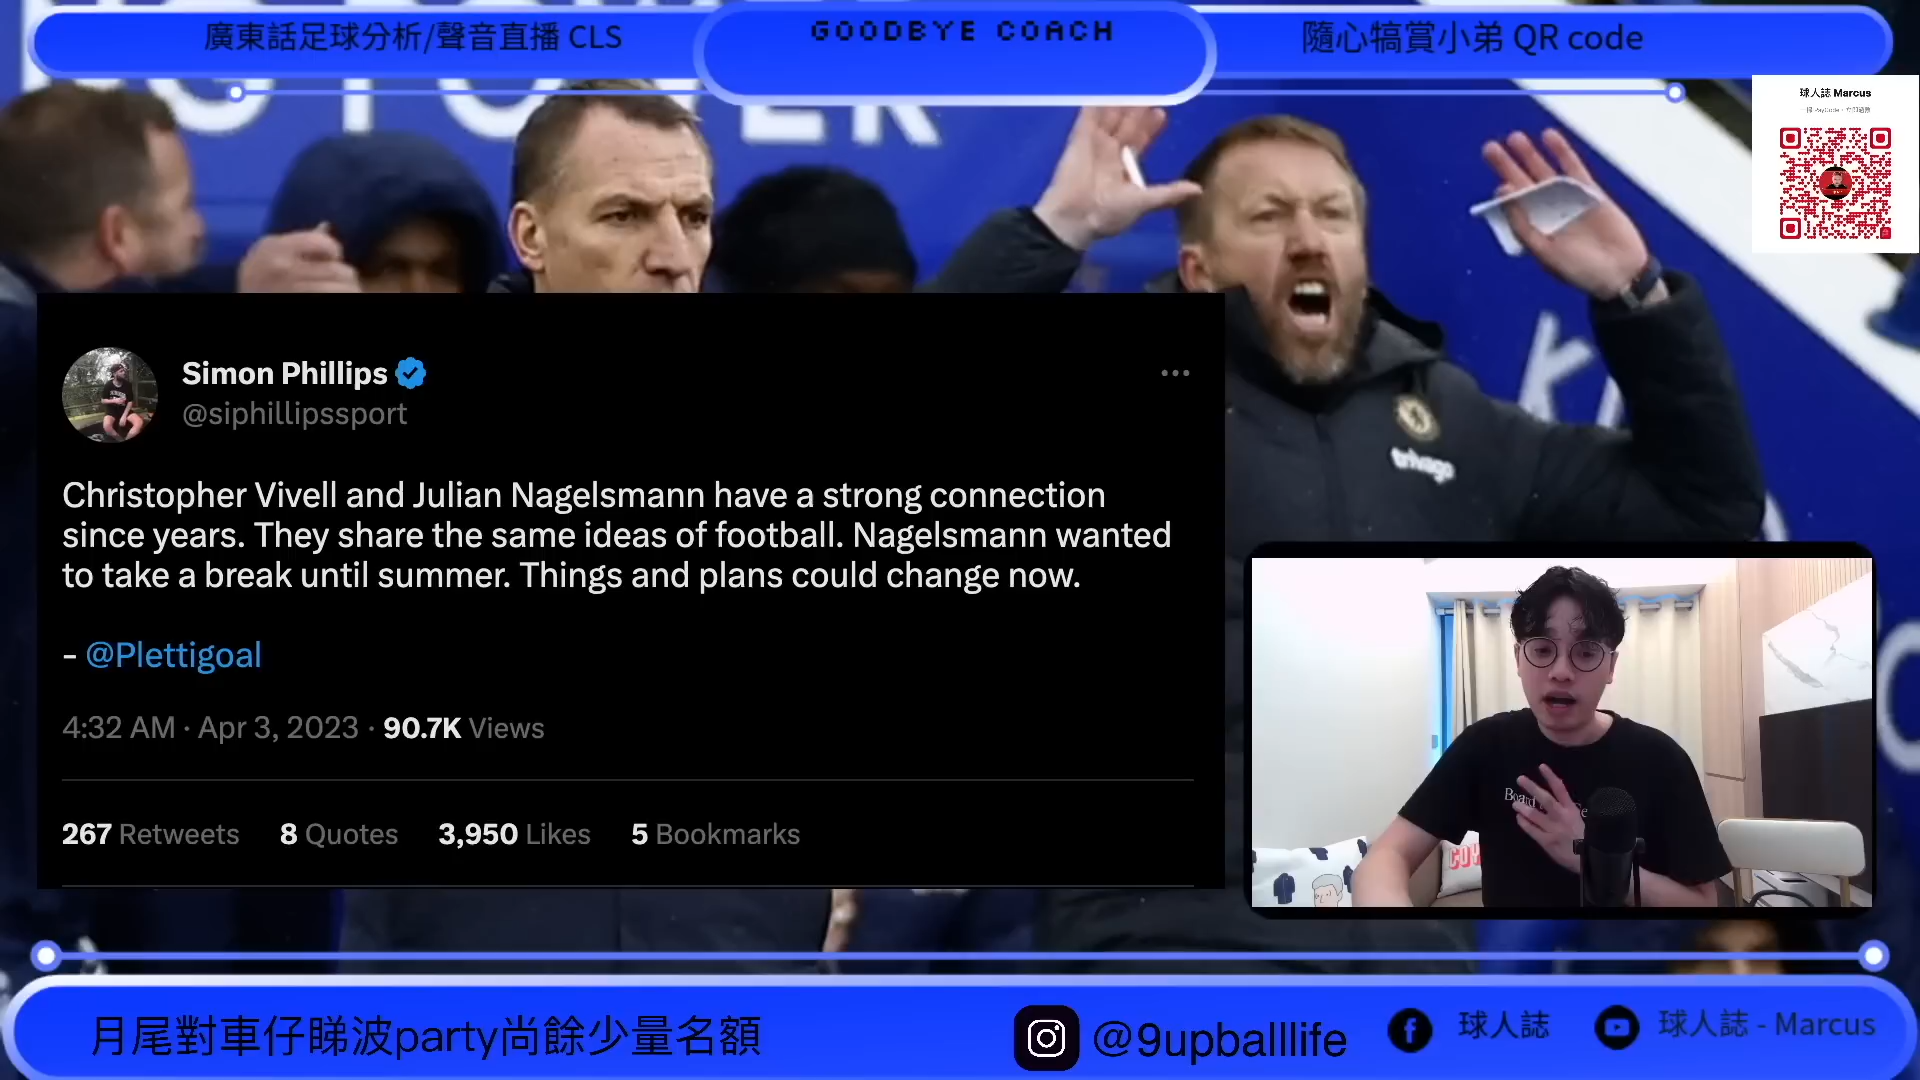 廣東話足球分析/聲音直播 CLS
GOODBYE COACH
隨心犒賞小弟 QR code
球人誌 Marcus
Simon Phillips
@siphillipssport
Christopher Vivell and Julian Nagelsmann have a strong connection
since years. They share the same ideas of football. Nagelsmann wanted
to take a break until summer. Things and plans could change now.
– @Plettigoal
4:32 AM · Apr 3, 2023 · 90.7K Views
267 Retweets 8 Quotes 3,950 Likes 5 Bookmarks
trivago
月尾對車仔睇波party尚餘少量名額
@9upballlife
球人誌
球人誌 - Marcus